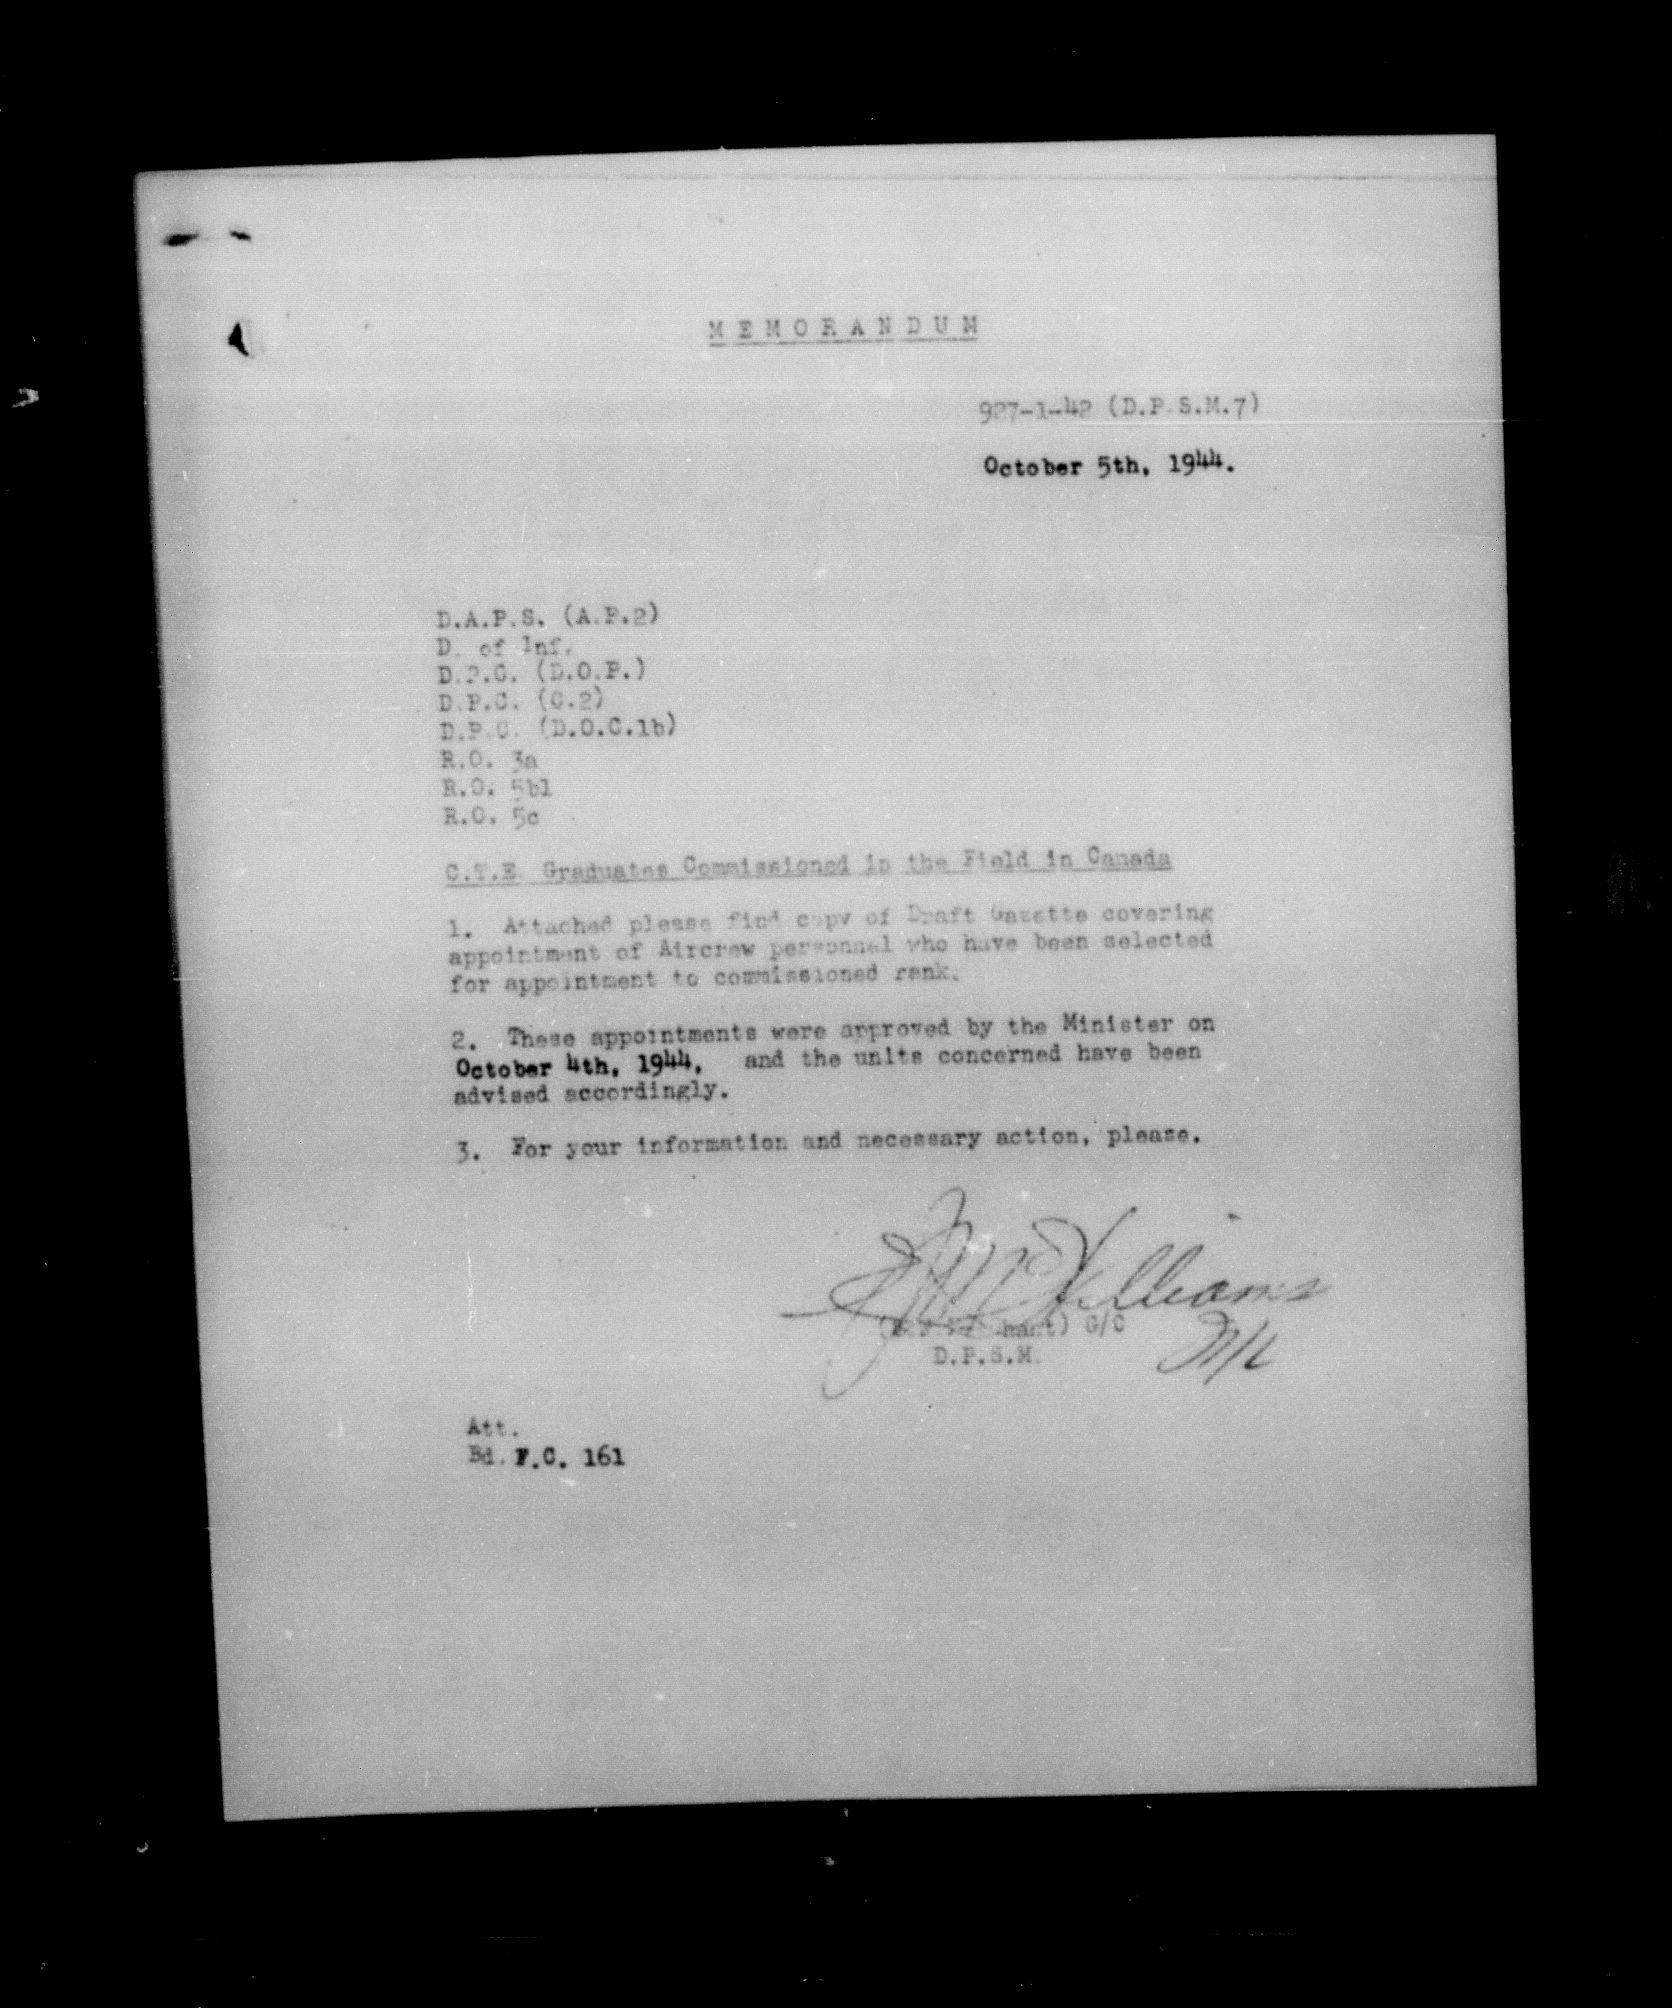 MEMORANDUM
927-1-42 (D.P.S.M.7)
October 5th, 1944.
D.A.P.S. (A.P.2)
D. of Inf.
D.P.C. (D.O.P.)
D.P.C. (C.2)
D.P.C. (D.O.C.1b)
R.O. 3a
R.O. 5b1
R.O. 5c
Graduates Commissioned in the Field in Canada
1. Attached please find copy of Draft Gazette covering
appointment of Aircrew personnel who have been selected
for appointment to commissioned rank.
2. These appointments were approved by the Minister on
October 4th, 1944, and the units concerned have been
advised accordingly.
3. For your information and necessary action, please.
McWilliams
G/C
D.P.S.M.
Att.
Bd. F.C. 161